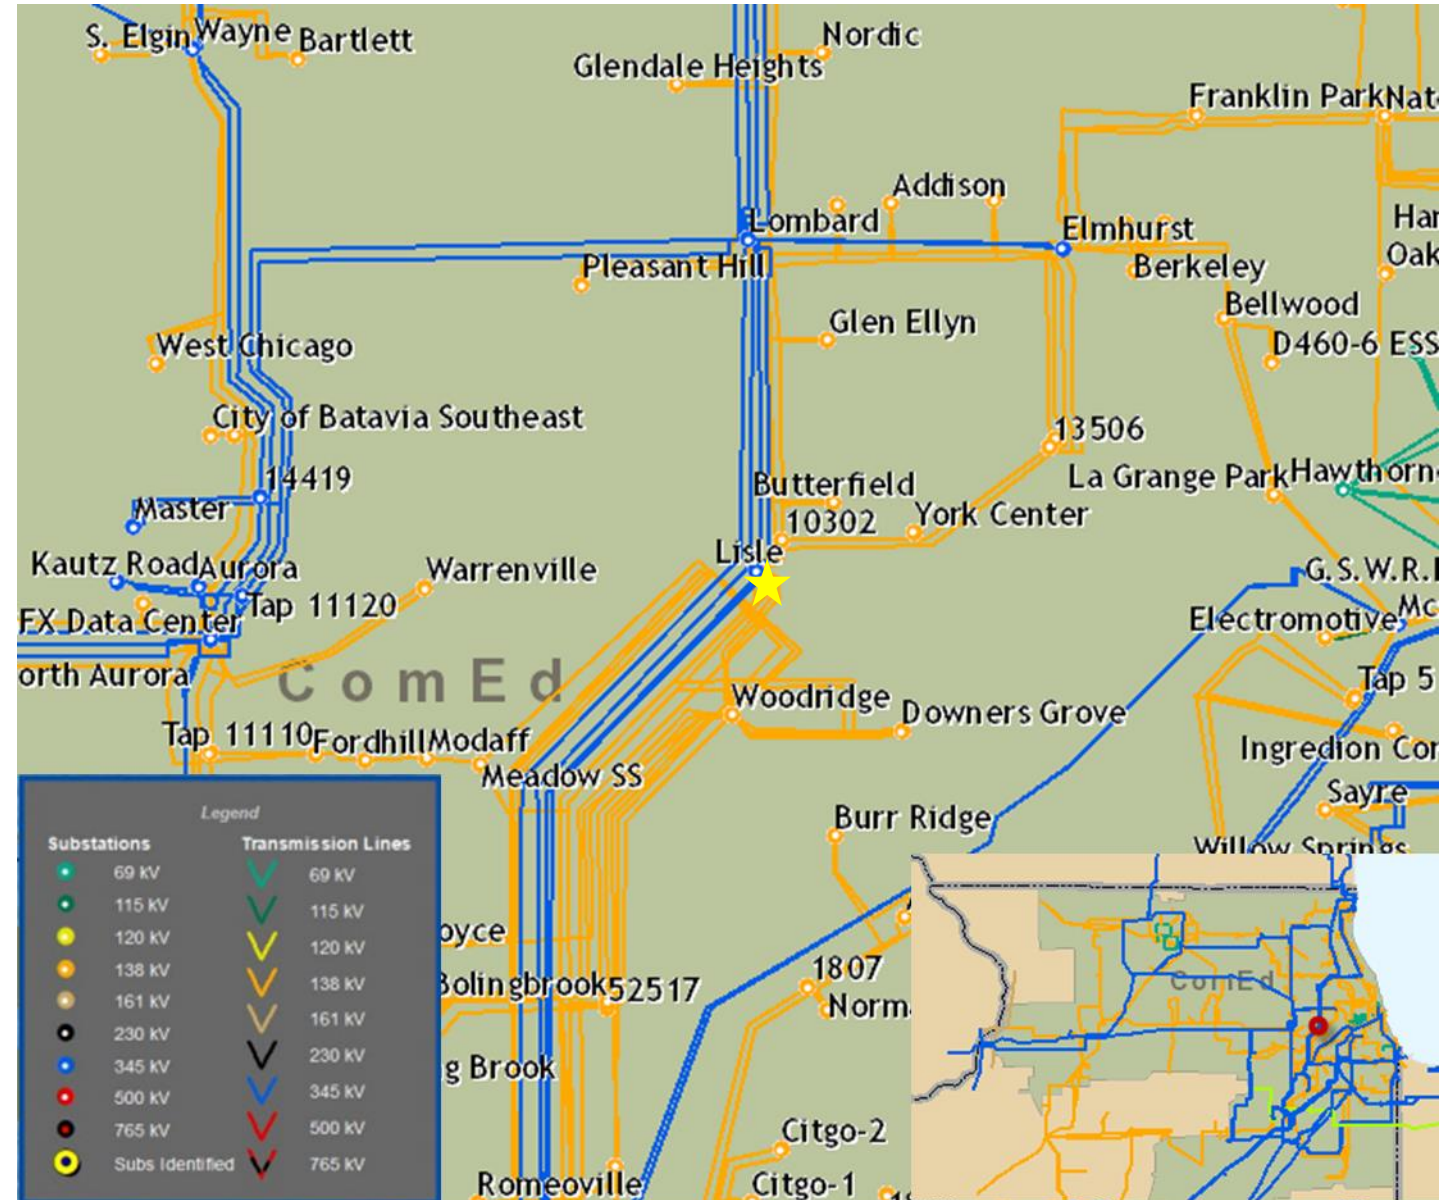 S. Elgin
Wayne
Bartlett
Nordic
Glendale Heights
Franklin Park
Nat
Addison
Lombard
Elmhurst
Har
Oak
Pleasant Hill
Berkeley
Bellwood
Glen Ellyn
D460-6 ESS
West Chicago
City of Batavia Southeast
13506
14419
La Grange Park
Hawthorn
Butterfield
Master
10302
York Center
Lisle
Kautz Road
Aurora
Warrenville
G.S.W.R.
Tap 11120
FX Data Center
Electromotive
Mc
orth Aurora
ComEd
Tap 5
Woodridge
Downers Grove
Tap 11110
Fordhill
Modaff
Ingredion Cor
Meadow SS
Sayre
Burr Ridge
Willow Springs
Legend
Substations Transmission Lines
69 kV 69 kV
115 kV 115 kV
120 kV 120 kV
138 kV 138 kV
161 kV 161 kV
230 kV 230 kV
345 kV 345 kV
500 kV 500 kV
765 kV 765 kV
Subs Identified
oyce
Bolingbrook
52517
1807
Norm
g Brook
Citgo-2
Romeoville
Citgo-1
ComEd